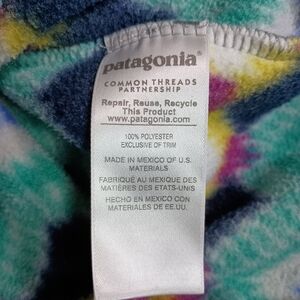 patagonia®
COMMON THREADS
PARTNERSHIP
Repair, Reuse, Recycle
This Product
www.patagonia.com
100% POLYESTER
EXCLUSIVE OF TRIM
MADE IN MEXICO OF U.S.
MATERIALS
FABRIQUÉ AU MEXIQUE DES
MATIÈRES DES ÉTATS-UNIS
HECHO EN MÉXICO CON
MATERIALES DE EE.UU.